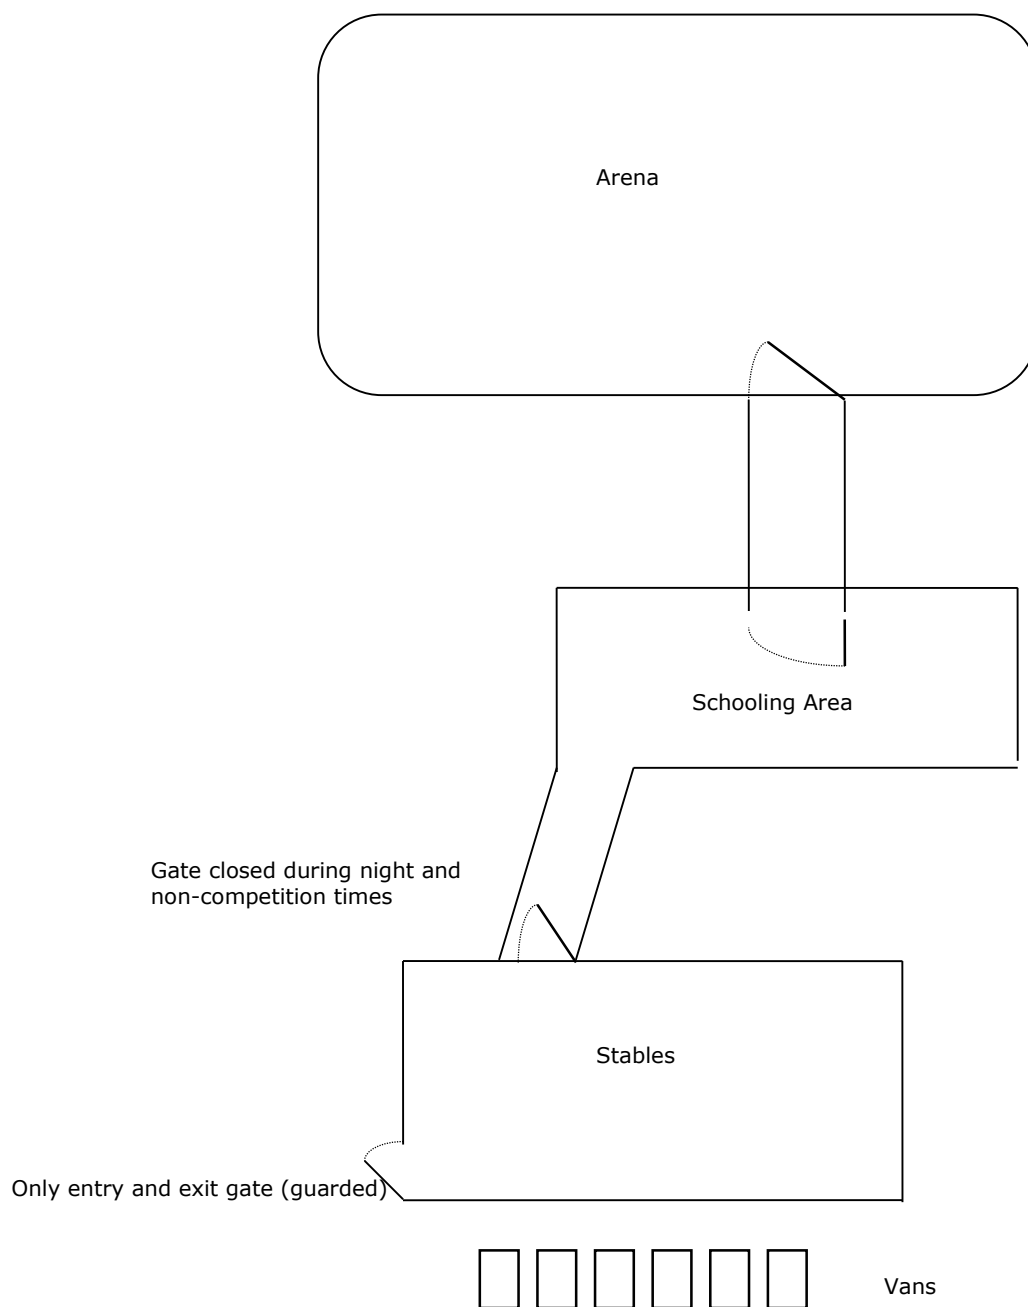 Arena
Schooling Area
Gate closed during night and
non-competition times
Stables
Only entry and exit gate (guarded)
Vans